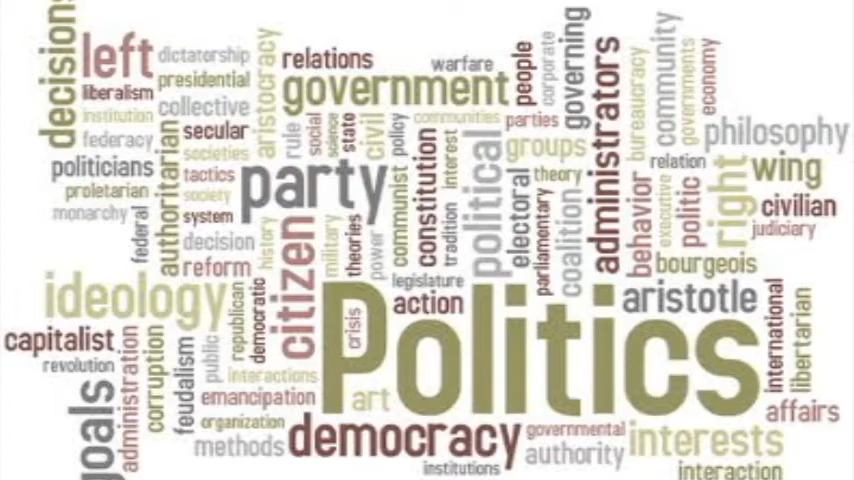 decisions
left
dictatorship
relations
warfare
people
corporate
governing
administrators
community
governments
economy
liberalism
presidential
aristocracy
government
bureaucracy
institution
collective
federacy
secular
rule
social
science
state
civil
policy
communities
parties
philosophy
politicians
authoritarian
societies
constitution
interest
political
groups
relation
right
wing
proletarian
tactics
society
party
communist
electoral
theory
behavior
executive
politic
civilian
monarchy
federal
system
tradition
parliamentary
coalition
judiciary
decision
history
citizen
military
theories
power
reform
legislature
bourgeois
ideology
republican
democratic
Politics
crisis
action
aristotle
international
libertarian
capitalist
revolution
administration
corruption
feudalism
public
interactions
goals
emancipation
art
affairs
organization
methods
democracy
governmental
authority
interests
institutions
interaction